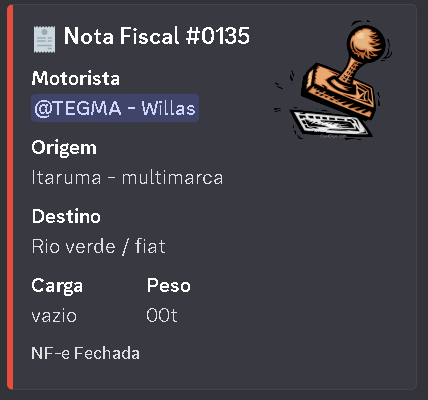 Nota Fiscal #0135
Motorista
@TEGMA - Willas
Origem
Itaruma - multimarca
Destino
Rio verde / fiat
Carga Peso
vazio 00t
NF-e Fechada